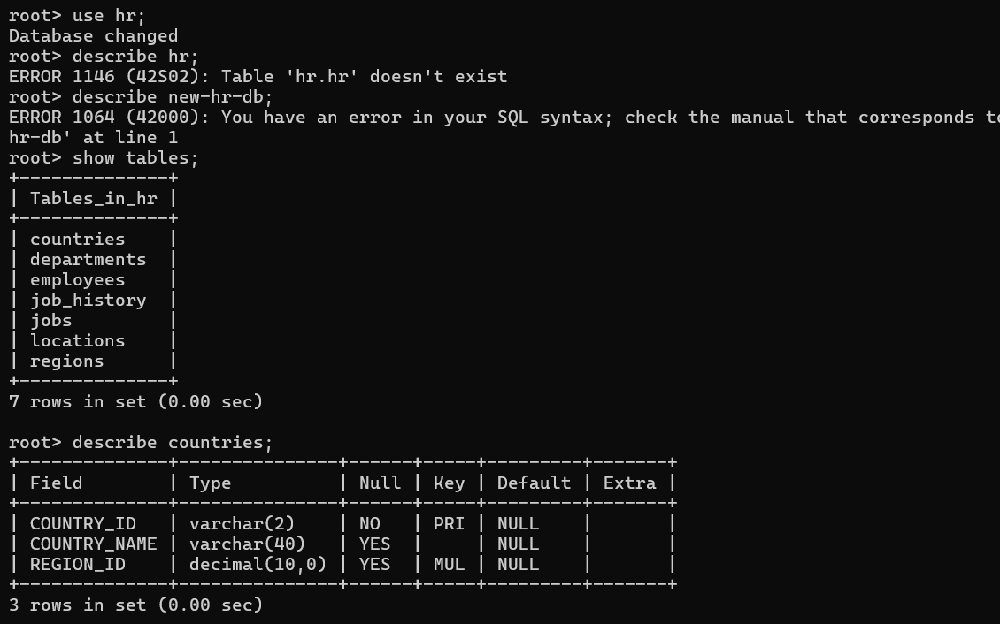 root> use hr;
Database changed
root> describe hr;
ERROR 1146 (42S02): Table 'hr.hr' doesn't exist
root> describe new-hr-db;
ERROR 1064 (42000): You have an error in your SQL syntax; check the manual that corresponds to
hr-db' at line 1
root> show tables;
+--------------+
| Tables_in_hr |
+--------------+
| countries    |
| departments  |
| employees    |
| job_history  |
| jobs         |
| locations    |
| regions      |
+--------------+
7 rows in set (0.00 sec)

root> describe countries;
+--------------+---------------+------+-----+---------+-------+
| Field        | Type          | Null | Key | Default | Extra |
+--------------+---------------+------+-----+---------+-------+
| COUNTRY_ID   | varchar(2)    | NO   | PRI | NULL    |       |
| COUNTRY_NAME | varchar(40)   | YES  |     | NULL    |       |
| REGION_ID    | decimal(10,0) | YES  | MUL | NULL    |       |
+--------------+---------------+------+-----+---------+-------+
3 rows in set (0.00 sec)